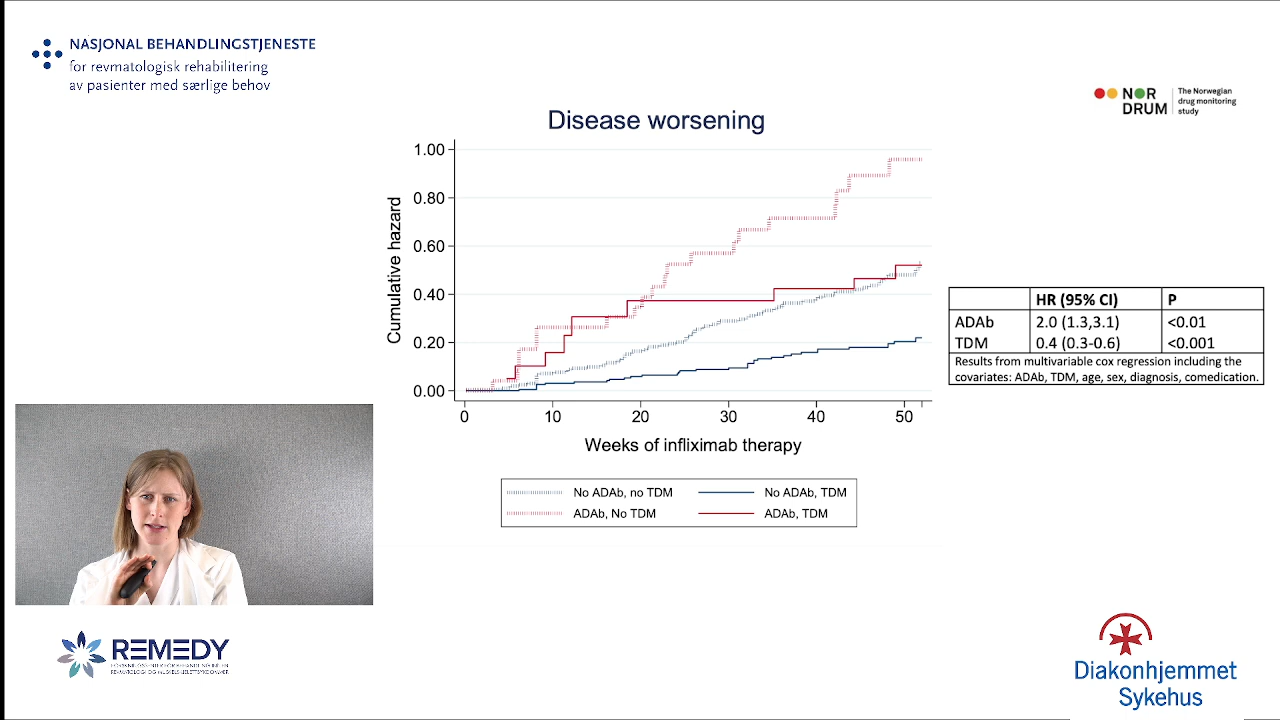 NASJONAL BEHANDLINGSTJENESTE
for revmatologisk rehabilitering
av pasienter med særlige behov
NOR
DRUM
The Norwegian
drug monitoring
study
Disease worsening
Cumulative hazard
1.00
0.80
0.60
0.40
0.20
0.00
0 10 20 30 40 50
Weeks of infliximab therapy
No ADAb, no TDM No ADAb, TDM
ADAb, No TDM ADAb, TDM
HR (95% CI) P
ADAb 2.0 (1.3,3.1) <0.01
TDM 0.4 (0.3-0.6) <0.001
Results from multivariable cox regression including the
covariates: ADAb, TDM, age, sex, diagnosis, comedication.
REMEDY
Diakonhjemmet
Sykehus